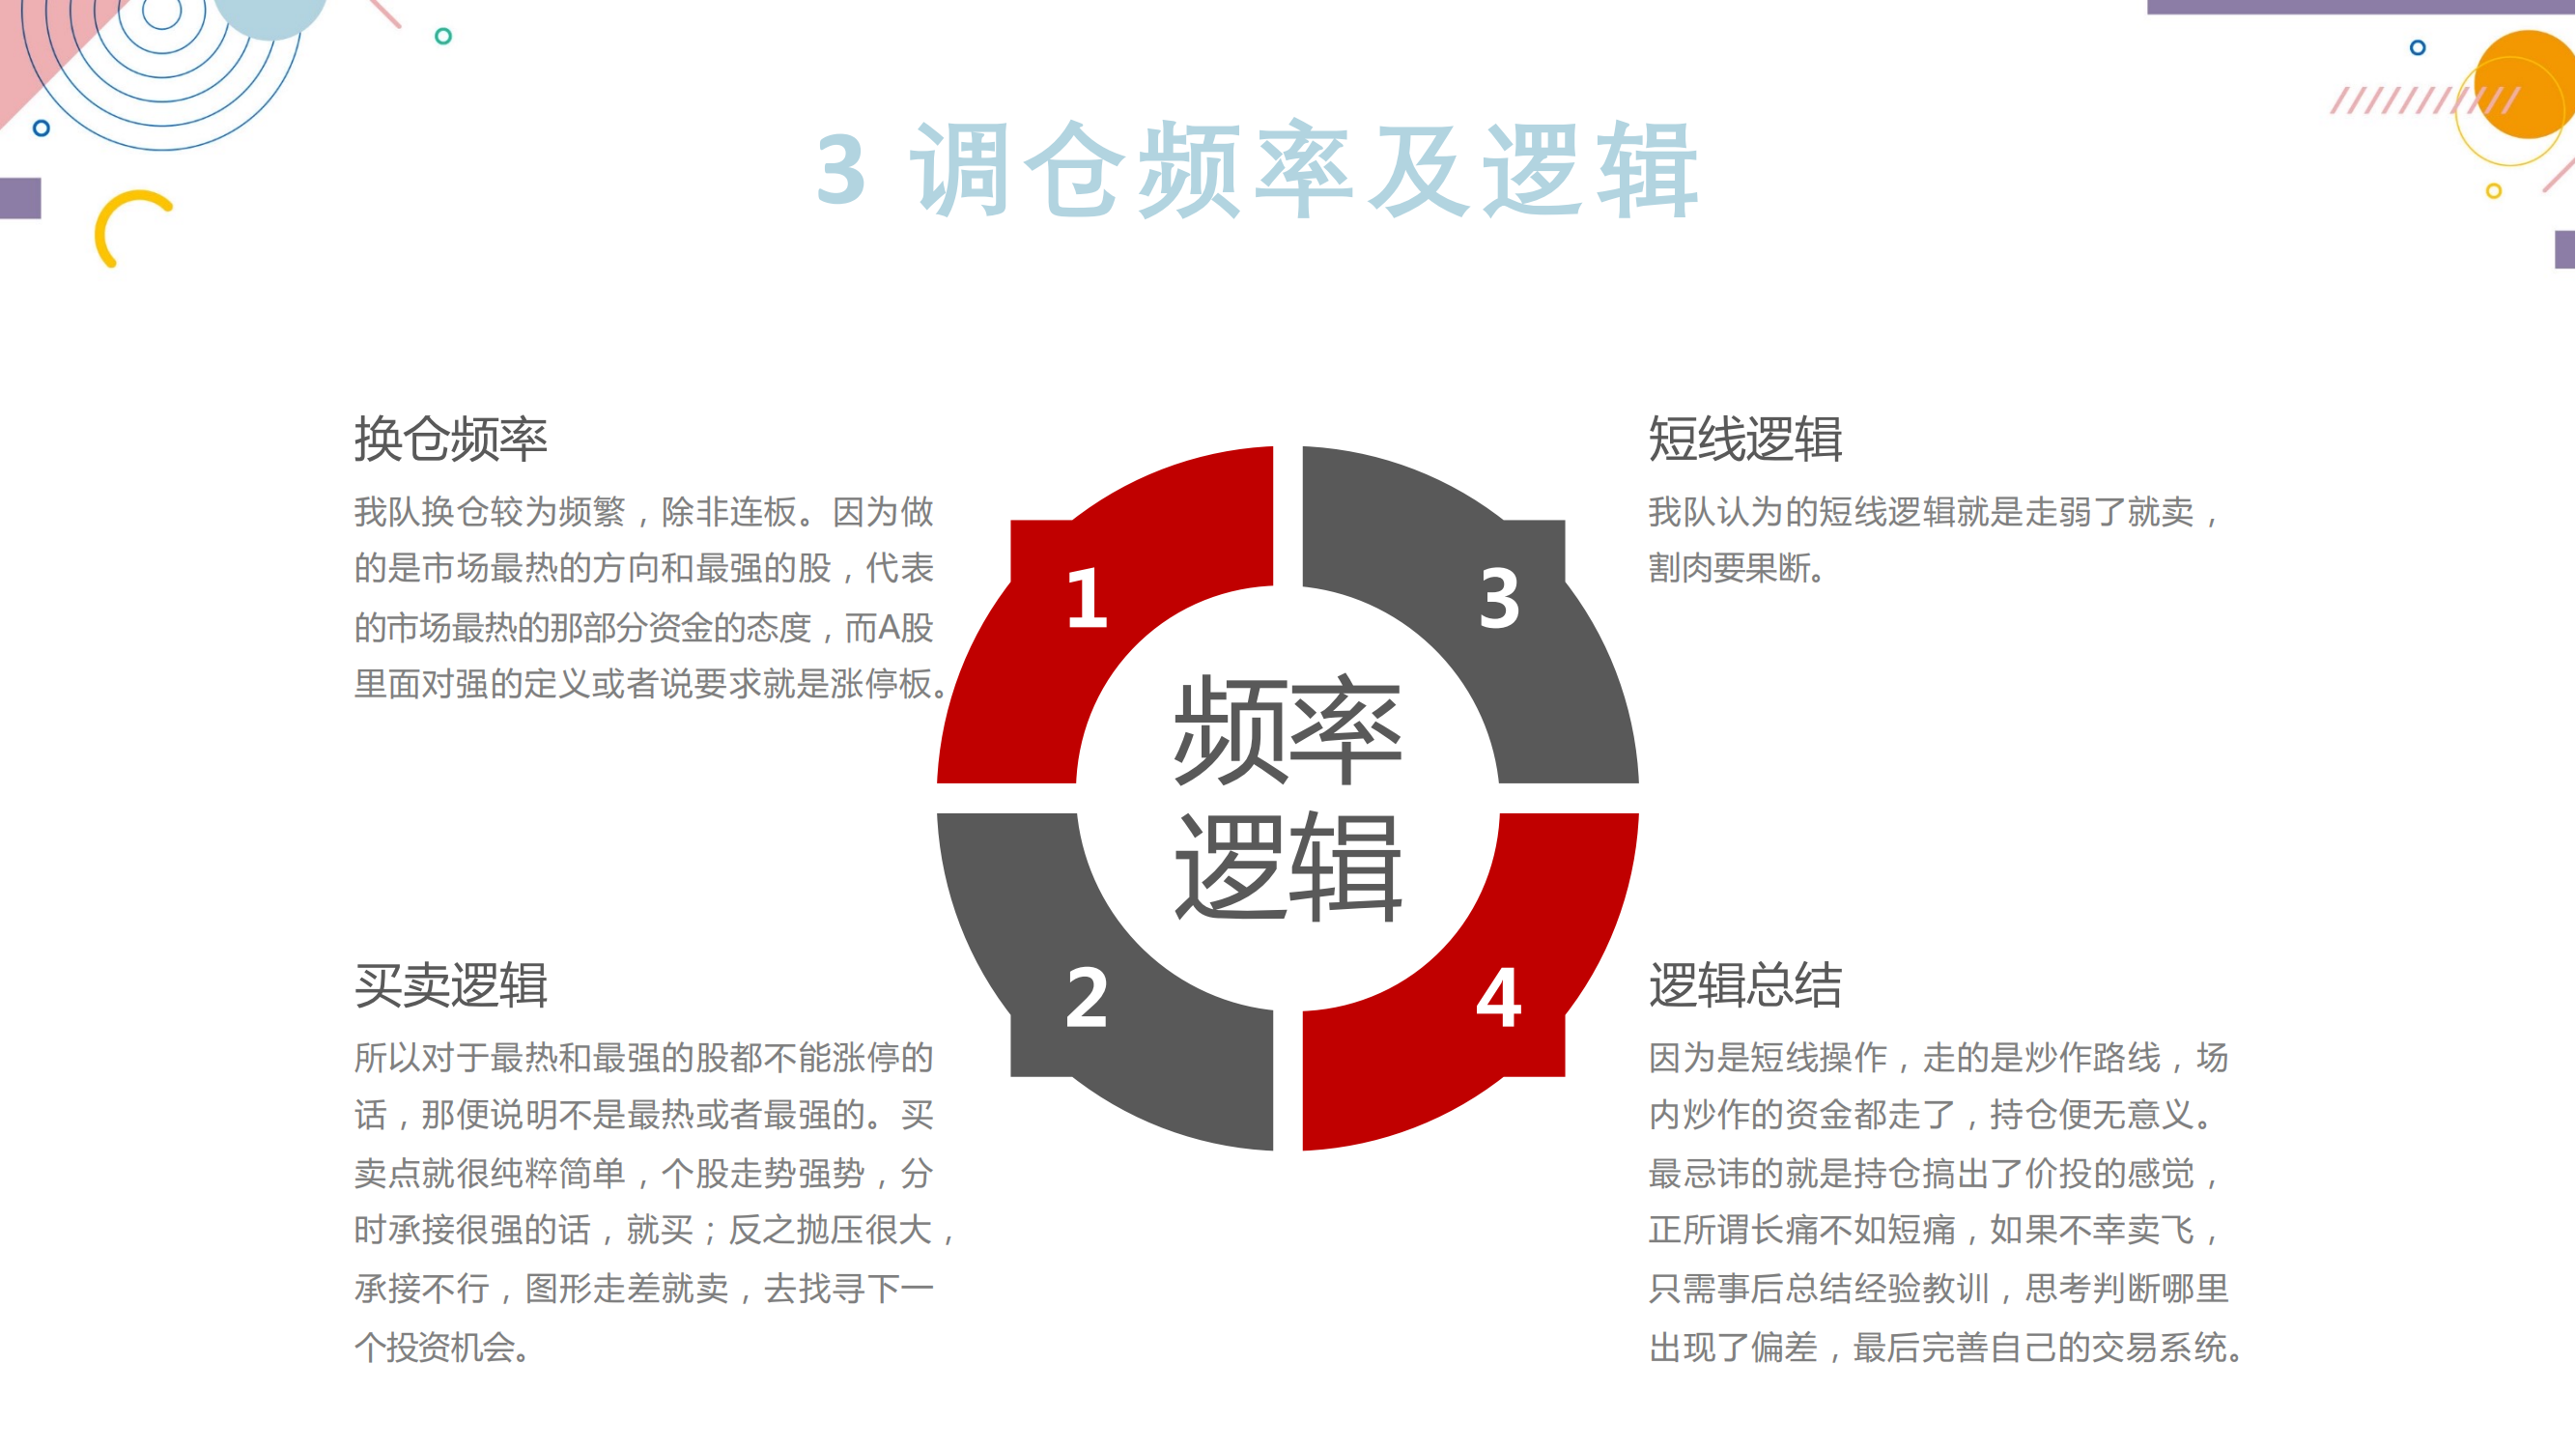 3 调仓频率及逻辑
换仓频率
我队换仓较为频繁，除非连板。因为做
的是市场最热的方向和最强的股，代表
的市场最热的那部分资金的态度，而A股
里面对强的定义或者说要求就是涨停板。
买卖逻辑
所以对于最热和最强的股都不能涨停的
话，那便说明不是最热或者最强的。买
卖点就很纯粹简单，个股走势强势，分
时承接很强的话，就买；反之抛压很大，
承接不行，图形走差就卖，去找寻下一
个投资机会。
1
2
频率
逻辑
3
4
短线逻辑
我队认为的短线逻辑就是走弱了就卖，
割肉要果断。
逻辑总结
因为是短线操作，走的是炒作路线，场
内炒作的资金都走了，持仓便无意义。
最忌讳的就是持仓搞出了价投的感觉，
正所谓长痛不如短痛，如果不幸卖飞，
只需事后总结经验教训，思考判断哪里
出现了偏差，最后完善自己的交易系统。